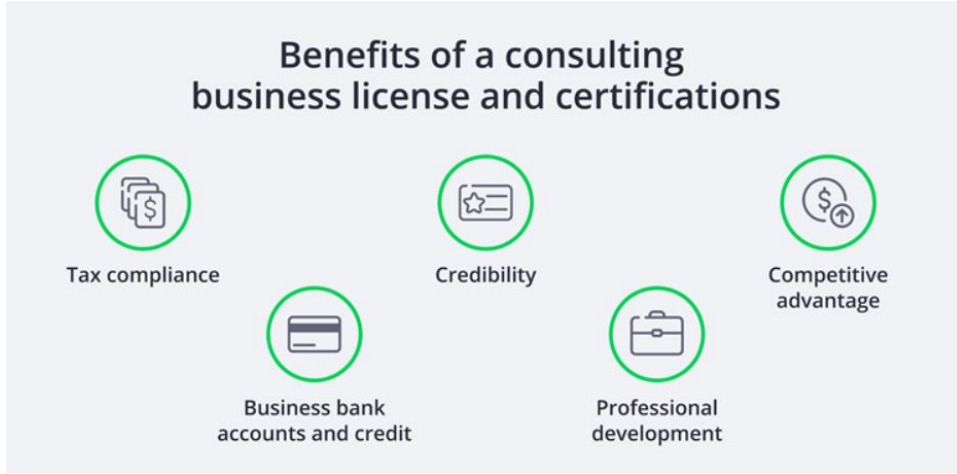 Benefits of a consulting
business license and certifications
Tax compliance
Credibility
Competitive
advantage
Business bank
accounts and credit
Professional
development